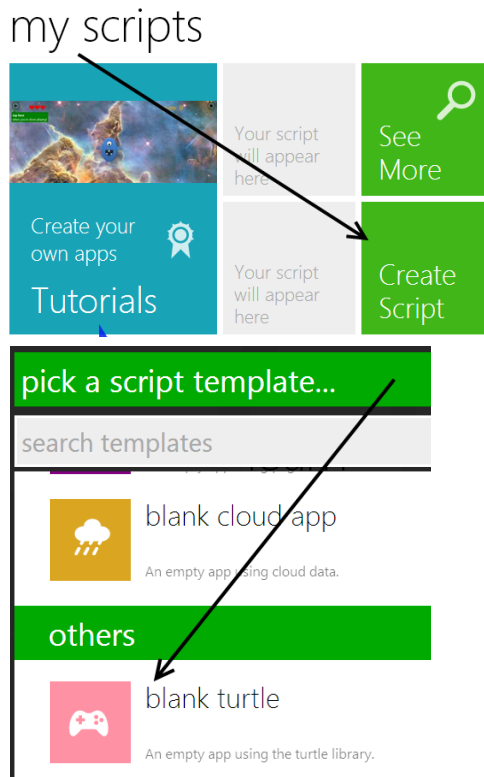 my scripts
Your script
will appear
here
See
More
Create your
own apps
Tutorials
Your script
will appear
here
Create
Script
pick a script template...
search templates
blank cloud app
An empty app using cloud data.
others
blank turtle
An empty app using the turtle library.